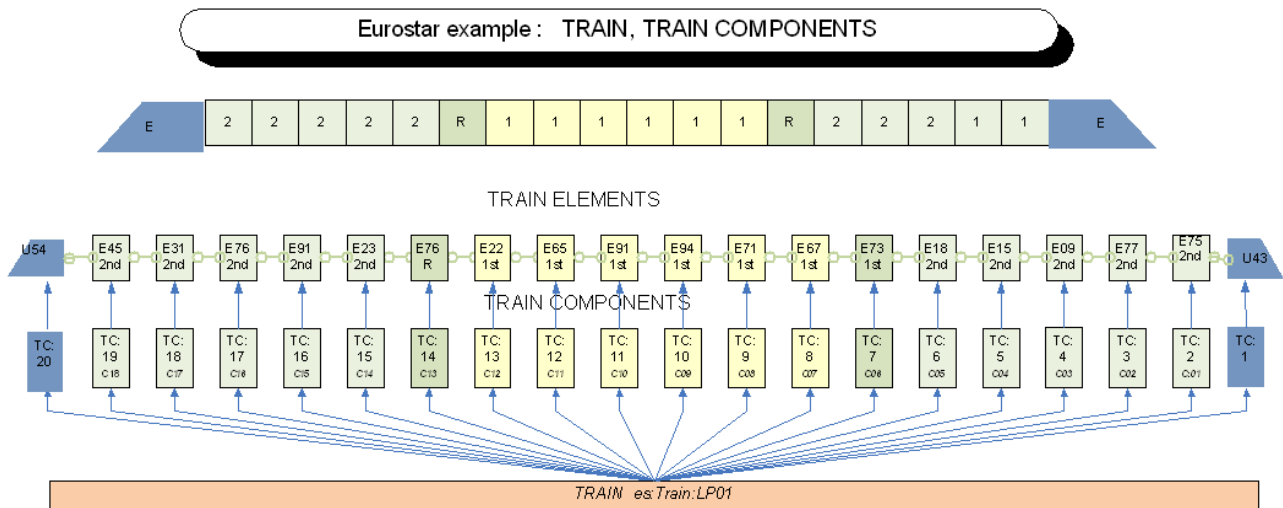 Eurostar example : TRAIN, TRAIN COMPONENTS
E 2 2 2 2 2 R 1 1 1 1 1 1 R 2 2 2 1 1 E
TRAIN ELEMENTS
U54 E45 E31 E76 E91 E23 E76 E22 E65 E91 E94 E71 E67 E73 E18 E15 E09 E77 E75 U43
2nd 2nd 2nd 2nd 2nd R 1st 1st 1st 1st 1st 1st 1st 2nd 2nd 2nd 2nd 2nd
TRAIN COMPONENTS
TC: TC: TC: TC: TC: TC: TC: TC: TC: TC: TC: TC: TC: TC: TC: TC: TC: TC: TC: TC:
20 19 18 17 16 15 14 13 12 11 10 9 8 7 6 5 4 3 2 1
C18 C17 C16 C15 C14 C13 C12 C11 C10 C09 C08 C07 C06 C05 C04 C03 C02 C:01
TRAIN es:Train:LP01